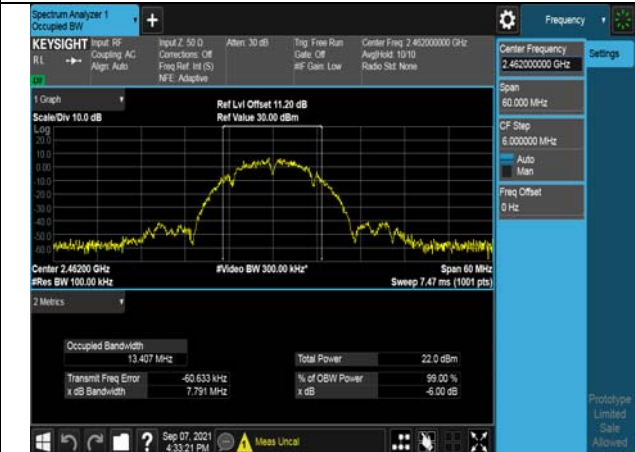 Spectrum Analyzer 1
Occupied BW
+
Frequency
KEYSIGHT
RL
Input: RF
Coupling: AC
Align: Auto
Input Z: 50 Ω
Corrections: Off
Freq Ref: Int (S)
NFE: Adaptive
Atten: 30 dB
Trig: Free Run
Gate: Off
#IF Gain: Low
Center Freq: 2.462000000 GHz
Avg|Hold: 10/10
Radio Std: None
Center Frequency
2.462000000 GHz
Settings
Span
60.000 MHz
CF Step
6.000000 MHz
Auto
Man
Freq Offset
0 Hz
1 Graph
Scale/Div 10.0 dB
Ref Lvl Offset 11.20 dB
Ref Value 30.00 dBm
Log
20.0
10.0
0.00
-10.0
-20.0
-30.0
-40.0
-50.0
-60.0
Center 2.46200 GHz
#Res BW 100.00 kHz
#Video BW 300.00 kHz*
Span 60 MHz
Sweep 7.47 ms (1001 pts)
2 Metrics
Occupied Bandwidth
13.407 MHz
Total Power 22.0 dBm
Transmit Freq Error -60.633 kHz
% of OBW Power 99.00 %
x dB Bandwidth 7.791 MHz
x dB -6.00 dB
Prototype
Limited
Sale
Allowed
?
Sep 07, 2021
4:33:21 PM
Meas Uncal